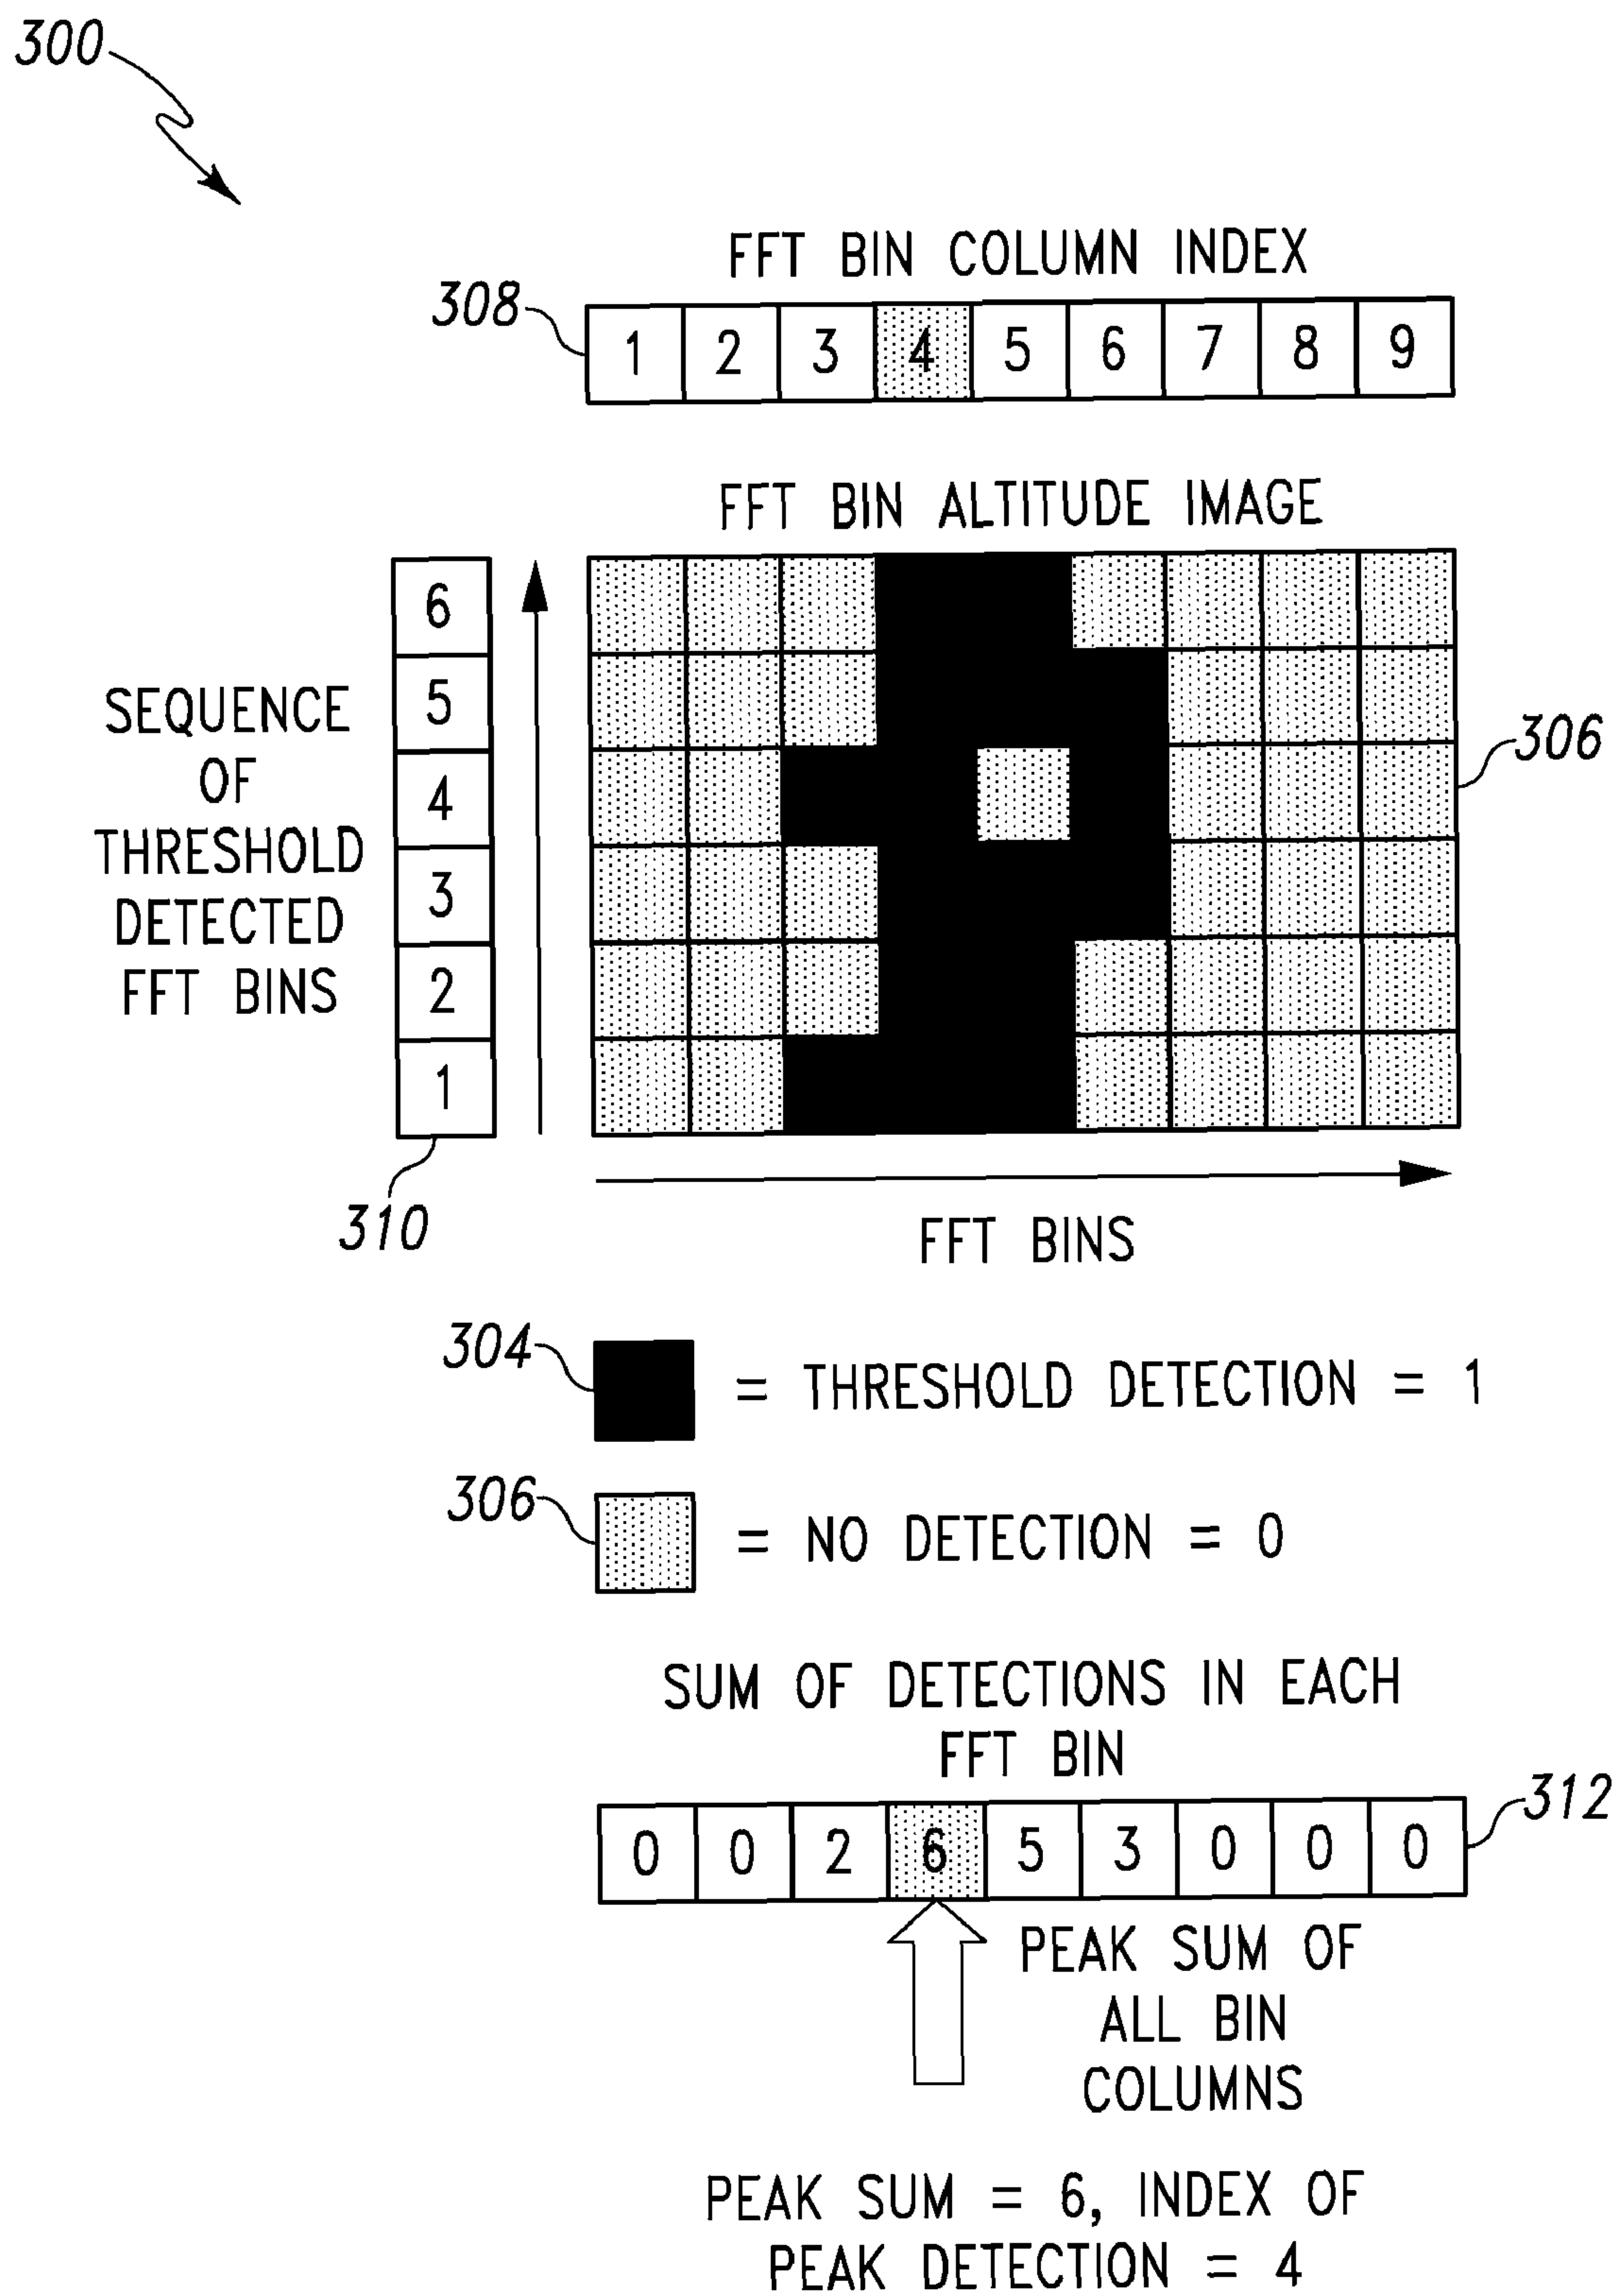 300
FFT BIN COLUMN INDEX
308
1 2 3 4 5 6 7 8 9
FFT BIN ALTITUDE IMAGE
6
5
4
3
2
1
SEQUENCE
OF
THRESHOLD
DETECTED
FFT BINS
306
310
FFT BINS
304
= THRESHOLD DETECTION = 1
306
= NO DETECTION = 0
SUM OF DETECTIONS IN EACH
FFT BIN
312
0 0 2 6 5 3 0 0 0
PEAK SUM OF
ALL BIN
COLUMNS
PEAK SUM = 6, INDEX OF
PEAK DETECTION = 4